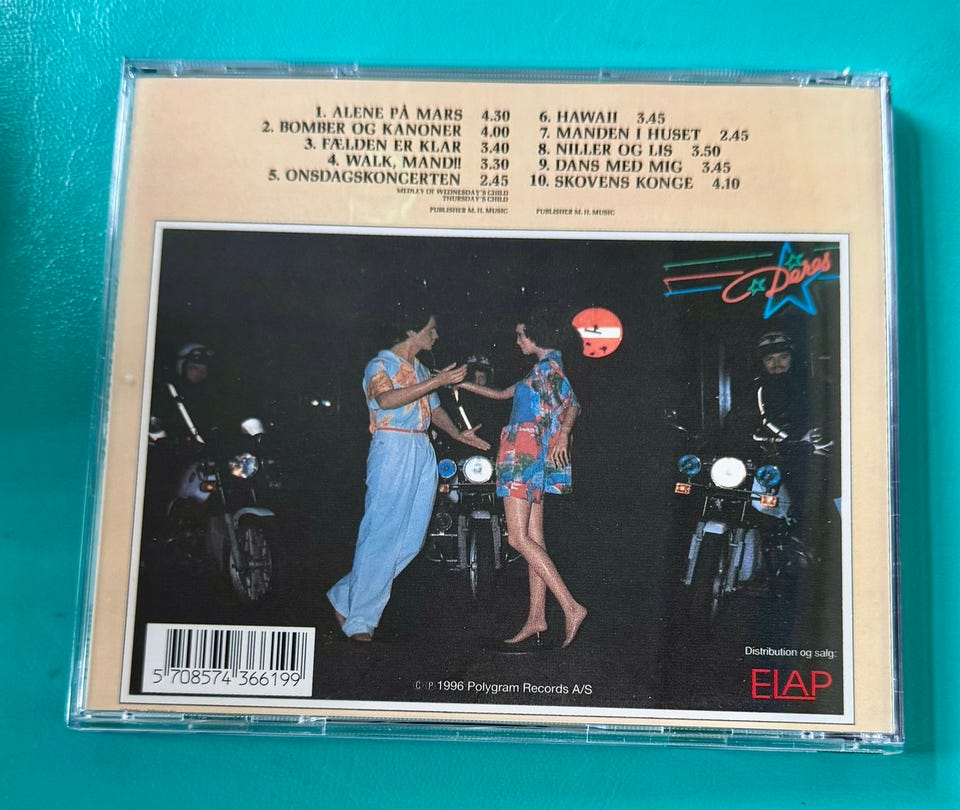 1. ALENE PÅ MARS 4.30
2. BOMBER OG KANONER 4.00
3. FÆLDEN ER KLAR 3.40
4. WALK, MAND!! 3.30
5. ONSDAGSKONCERTEN 2.45
MEDLEY OF WEDNESDAY'S CHILD
THURSDAY'S CHILD
PUBLISHER M. H. MUSIC
6. HAWAII 3.45
7. MANDEN I HUSET 2.45
8. NILLER OG LIS 3.50
9. DANS MED MIG 3.45
10. SKOVENS KONGE 4.10
PUBLISHER M. H. MUSIC
Deres
Distribution og salg:
ELAP
5 708574 366199
© ℗ 1996 Polygram Records A/S